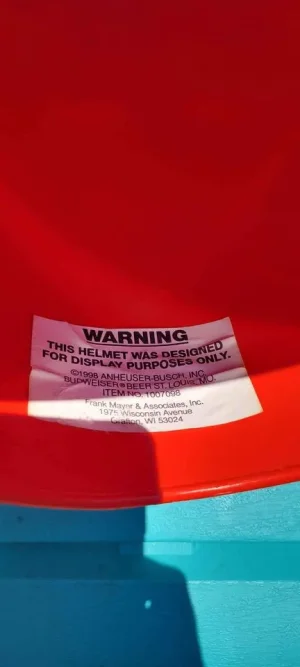 WARNING
THIS HELMET WAS DESIGNED
FOR DISPLAY PURPOSES ONLY.
©1998 ANHEUSER-BUSCH, INC.
BUDWEISER® BEER ST. LOUIS, MO.
ITEM NO. 1007098
Frank Mayer & Associates, Inc.
1975 Wisconsin Avenue
Grafton, WI 53024